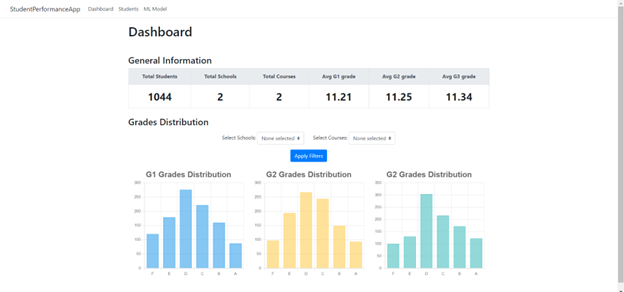 StudentPerformanceApp Dashboard Students ML Model
Dashboard
General Information
Total Students Total Schools Total Courses Avg G1 grade Avg G2 grade Avg G3 grade
1044 2 2 11.21 11.25 11.34
Grades Distribution
Select Schools: None selected Select Courses: None selected
Apply Filters
G1 Grades Distribution G2 Grades Distribution G2 Grades Distribution
300 300 350
250 250 300
200 200 250
150 150 200
100 100 150
50 50 100
0 0 50
0
F E D C B A F E D C B A F E D C B A